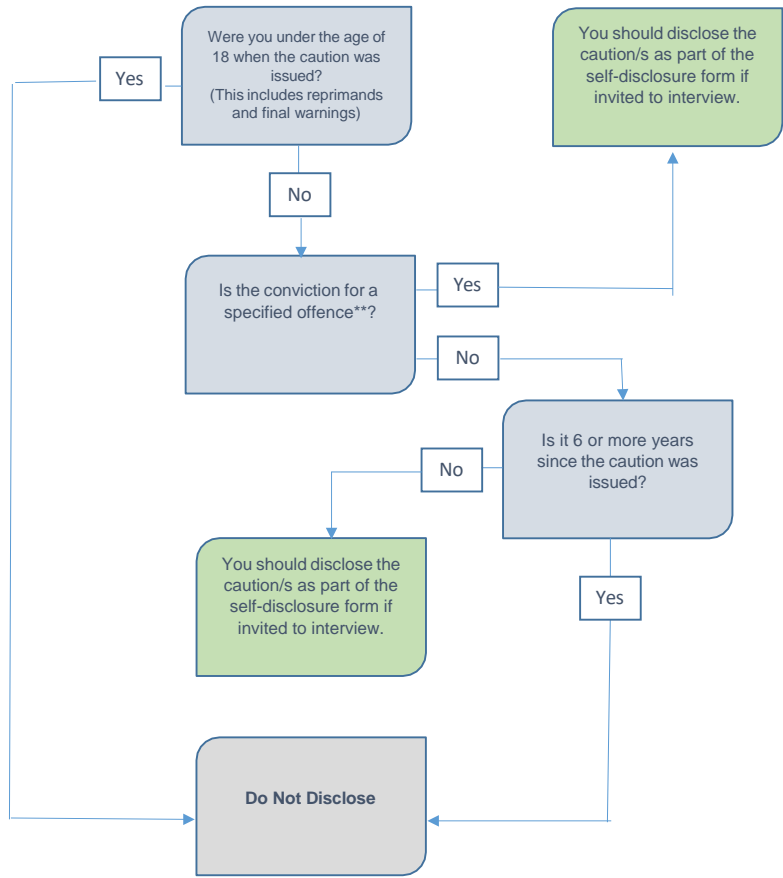 Were you under the age of
18 when the caution was
issued?
(This includes reprimands
and final warnings)
Yes
You should disclose the
caution/s as part of the
self-disclosure form if
invited to interview.
No
Is the conviction for a
specified offence**?
Yes
No
Is it 6 or more years
since the caution was
issued?
No
You should disclose the
caution/s as part of the
self-disclosure form if
invited to interview.
Yes
Do Not Disclose